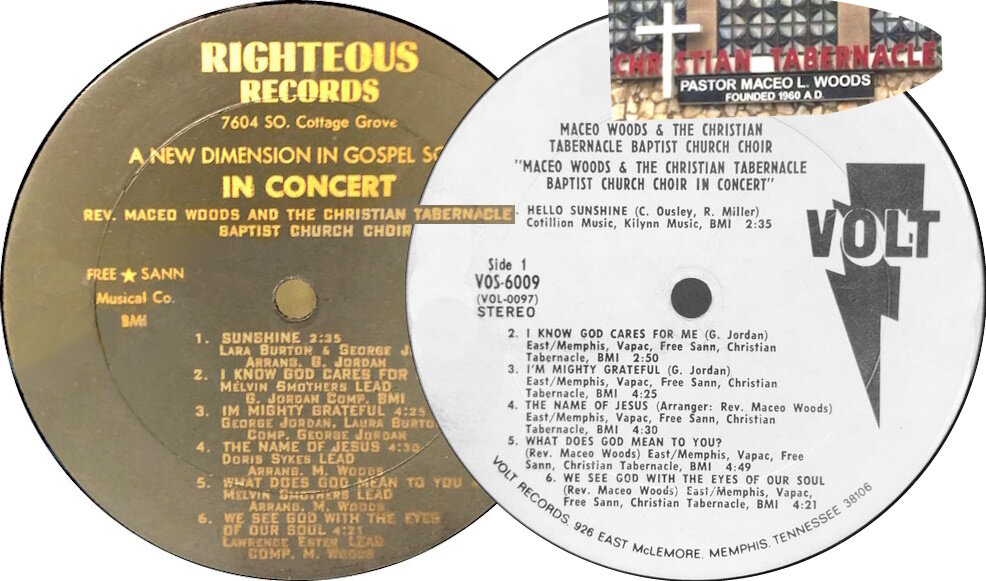 RIGHTEOUS
RECORDS
7604 SO. Cottage Grove
A NEW DIMENSION IN GOSPEL
IN CONCERT
REV. MACEO WOODS AND THE CHRISTIAN TABERNACLE
BAPTIST CHURCH CHOIR
FREE ★ SANN
Musical Co.
BMI
1. SUNSHINE 2:35
LARA BURTON & GEORGE J
ARRANG. G. JORDAN
2. I KNOW GOD CARES FOR
MELVIN SMOTHERS LEAD
G. JORDAN COMP. BMI
3. IM MIGHTY GRATEFUL 4:25
GEORGE JORDAN, LAURA BURTO
COMP. GEORGE JORDAN
4. THE NAME OF JESUS 4:30
DORIS SYKES LEAD
ARRANG. M. WOODS
5. WHAT DOES GOD MEAN TO YOU
MELVIN SMOTHERS LEAD
ARRANG. M. WOODS
6. WE SEE GOD WITH THE EYES
OF OUR SOUL 4:21
LAWRENSE ESTER LEAD
COMP. M. WOODS
CHRISTIAN TABERNACLE
PASTOR MACEO L. WOODS
FOUNDED 1960 A.D.
MACEO WOODS & THE CHRISTIAN
TABERNACLE BAPTIST CHURCH CHOIR
"MACEO WOODS & THE CHRISTIAN TABERNACLE
BAPTIST CHURCH CHOIR IN CONCERT"
HELLO SUNSHINE (C. Ousley, R. Miller)
Cotillion Music, Kilynn Music, BMI 2:35
VOLT
Side 1
VOS-6009
(VOL-0097)
STEREO
2. I KNOW GOD CARES FOR ME (G. Jordan)
East/Memphis, Vapac, Free Sann, Christian
Tabernacle, BMI 2:50
3. I'M MIGHTY GRATEFUL (G. Jordan)
East/Memphis, Vapac, Free Sann, Christian
Tabernacle, BMI 4:25
4. THE NAME OF JESUS (Arranger: Rev. Maceo Woods)
East/Memphis, Vapac, Free Sann, Christian
Tabernacle, BMI 4:30
5. WHAT DOES GOD MEAN TO YOU?
(Rev. Maceo Woods) East/Memphis, Vapac, Free
Sann, Christian Tabernacle, BMI 4:49
6. WE SEE GOD WITH THE EYES OF OUR SOUL
(Rev. Maceo Woods) East/Memphis, Vapac,
Free Sann, Christian Tabernacle, BMI 4:21
VOLT RECORDS, 926 EAST McLEMORE, MEMPHIS, TENNESSEE 38106